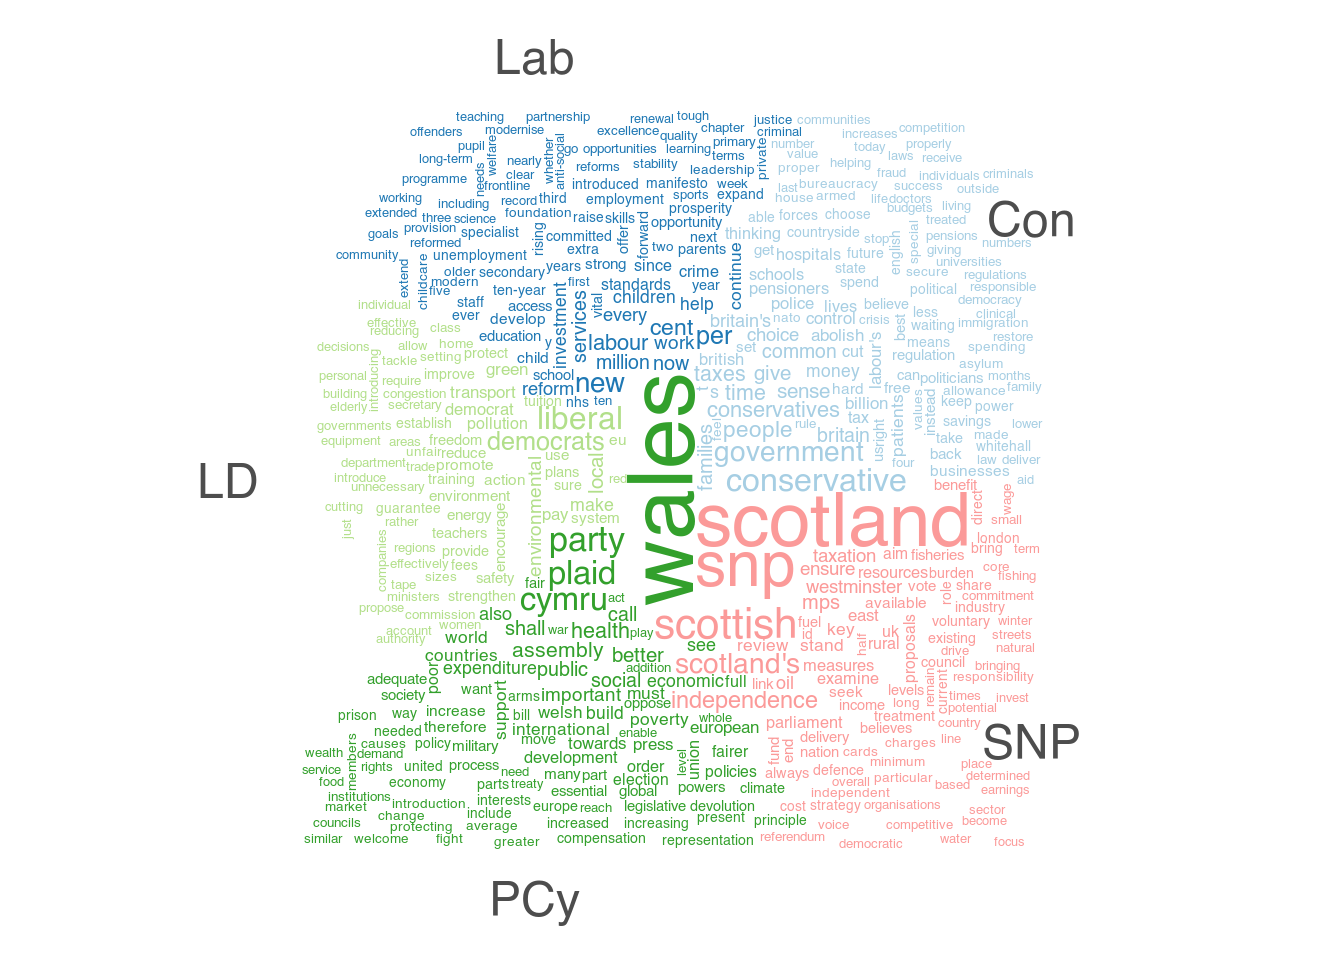 Lab
teaching partnership renewal tough
offenders modernise excellence chapter justice communities
pupil welfare whether anti-social go opportunities quality primary criminal increases competition
long-term nearly reforms stability learning terms private number today properly
needs clear leadership value helping laws receive
programme frontline introduced manifesto week proper bureaucracy fraud individuals criminals
working including record third employment sports expand last house armed success outside
extended three science foundation raise skills prosperity able forces choose life doctors budgets living
goals provision specialist rising committed offer forward opportunity thinking countryside stop english special treated Con
reformed extra two next parents get hospitals future pensions numbers
community unemployment giving
extend childcare older secondary years strong since crime continue schools state universities
modern first standards year pensioners spend secure regulations
five ten-year vital children help political responsible
individual staff access investment services police lives believe democracy
ever develop every britain's nato control crisis best less clinical
effective reducing class waiting immigration
allow home education y labour work cent per choice abolish means restore
decisions tackle setting protect child million now set british common cut labour's regulation spending
introducing improve green school taxes give money asylum
personal require transport reform new t's time sense hard free can politicians months
building congestion nhs ten allowance family
elderly secretary democrat tuition liberal conservatives billion patients values instead keep power
governments establish pollution feel people rule tax savings lower
equipment areas freedom democrats eu britain usright take made
unfair reduce families government back whitehall
LD department trade promote use local wales four law deliver
introduce training action plans businesses
unnecessary environment environmental sure red conservative benefit aid
cutting guarantee energy encourage pay make scotland direct wage
just rather system small
companies teachers party london
regions provide snp taxation aim fisheries bring term
effectively fees plaid ensure resources burden core
tape sizes safety fair westminster vote share fishing
ministers strengthen cymru act mps available role commitment
propose commission also call scottish fuel east industry
account women shall war health play id key uk voluntary winter
authority world review stand half rural proposals existing streets
countries assembly better see drive natural
poor expenditure public addition scotland's measures council bringing
adequate social economic full link oil examine remain current responsibility
society want arms important must independence seek levels times invest
prison way increase support bill welsh build oppose income long potential
needed therefore international poverty whole parliament treatment country SNP
members causes policy military move enable european believes
wealth demand towards press level union fairer fund end delivery charges line
service rights united process need development nation cards minimum place
food economy parts treaty many part order policies always defence overall particular determined
institutions interests essential global election powers climate independent based earnings
market introduction europe reach legislative devolution cost strategy organisations sector
councils change include increased increasing present principle voice competitive become
protecting average
similar welcome fight greater compensation representation referendum democratic water focus
PCy